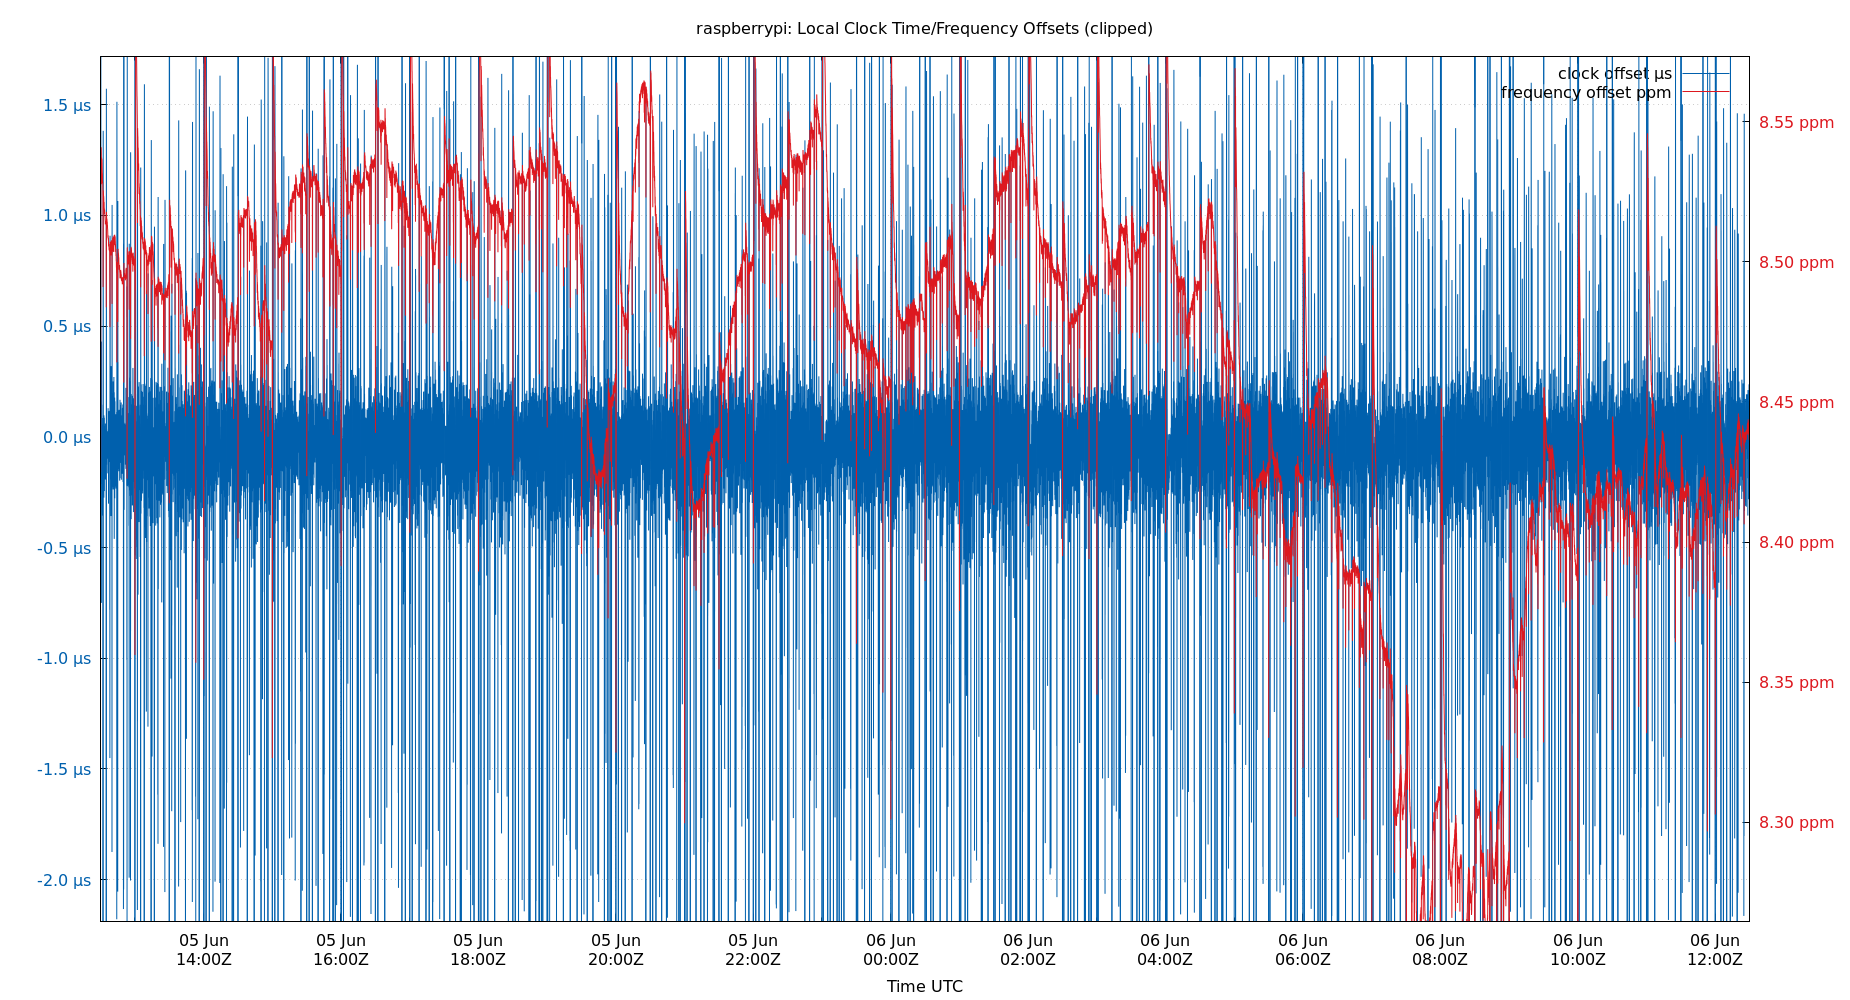 raspberrypi: Local Clock Time/Frequency Offsets (clipped)
clock offset µs
frequency offset ppm
1.5 µs
1.0 µs
0.5 µs
0.0 µs
-0.5 µs
-1.0 µs
-1.5 µs
-2.0 µs
8.55 ppm
8.50 ppm
8.45 ppm
8.40 ppm
8.35 ppm
8.30 ppm
05 Jun 05 Jun 05 Jun 05 Jun 05 Jun 06 Jun 06 Jun 06 Jun 06 Jun 06 Jun 06 Jun 06 Jun
14:00Z 16:00Z 18:00Z 20:00Z 22:00Z 00:00Z 02:00Z 04:00Z 06:00Z 08:00Z 10:00Z 12:00Z
Time UTC